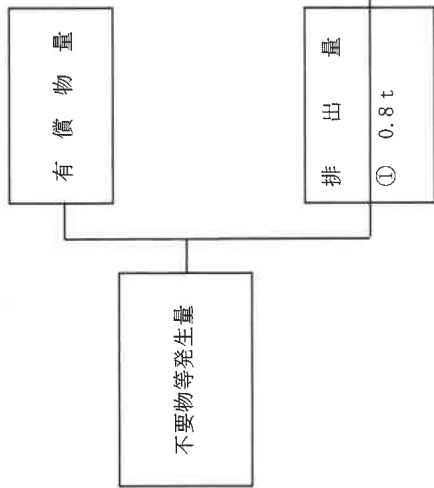 不要物等発生量
有償物量
排出量
① 0.8t